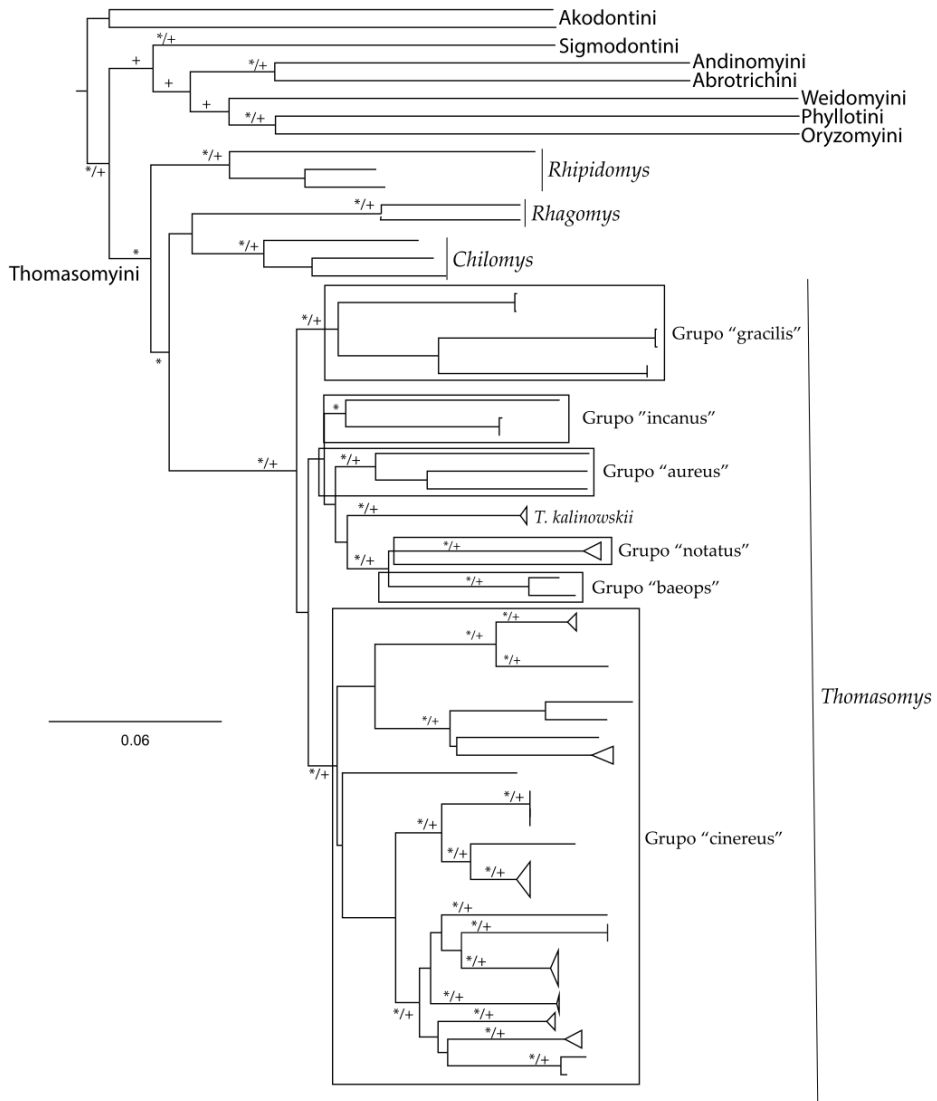 Akodontini
*/+
Sigmodontini
+
*/+
Andinomyini
Abrotrichini
+
Weidomyini
+
*/+
Phyllotini
Oryzomyini
*/+
*/+
Rhipidomys
*/+
Rhagomys
*
*/+
Chilomys
Thomasomyini
*/+
Grupo “gracilis”
*
*
Grupo ”incanus”
*/+
*/+
Grupo “aureus”
*/+
T. kalinowskii
*/+
*/+
Grupo “notatus”
*/+
Grupo “baeops”
*/+
*/+
*/+
Thomasomys
*/+
0.06
*/+
*/+
*/+
*/+
Grupo “cinereus”
*/+
*/+
*/+
*/+
*/+
*/+
*/+
*/+
*/+